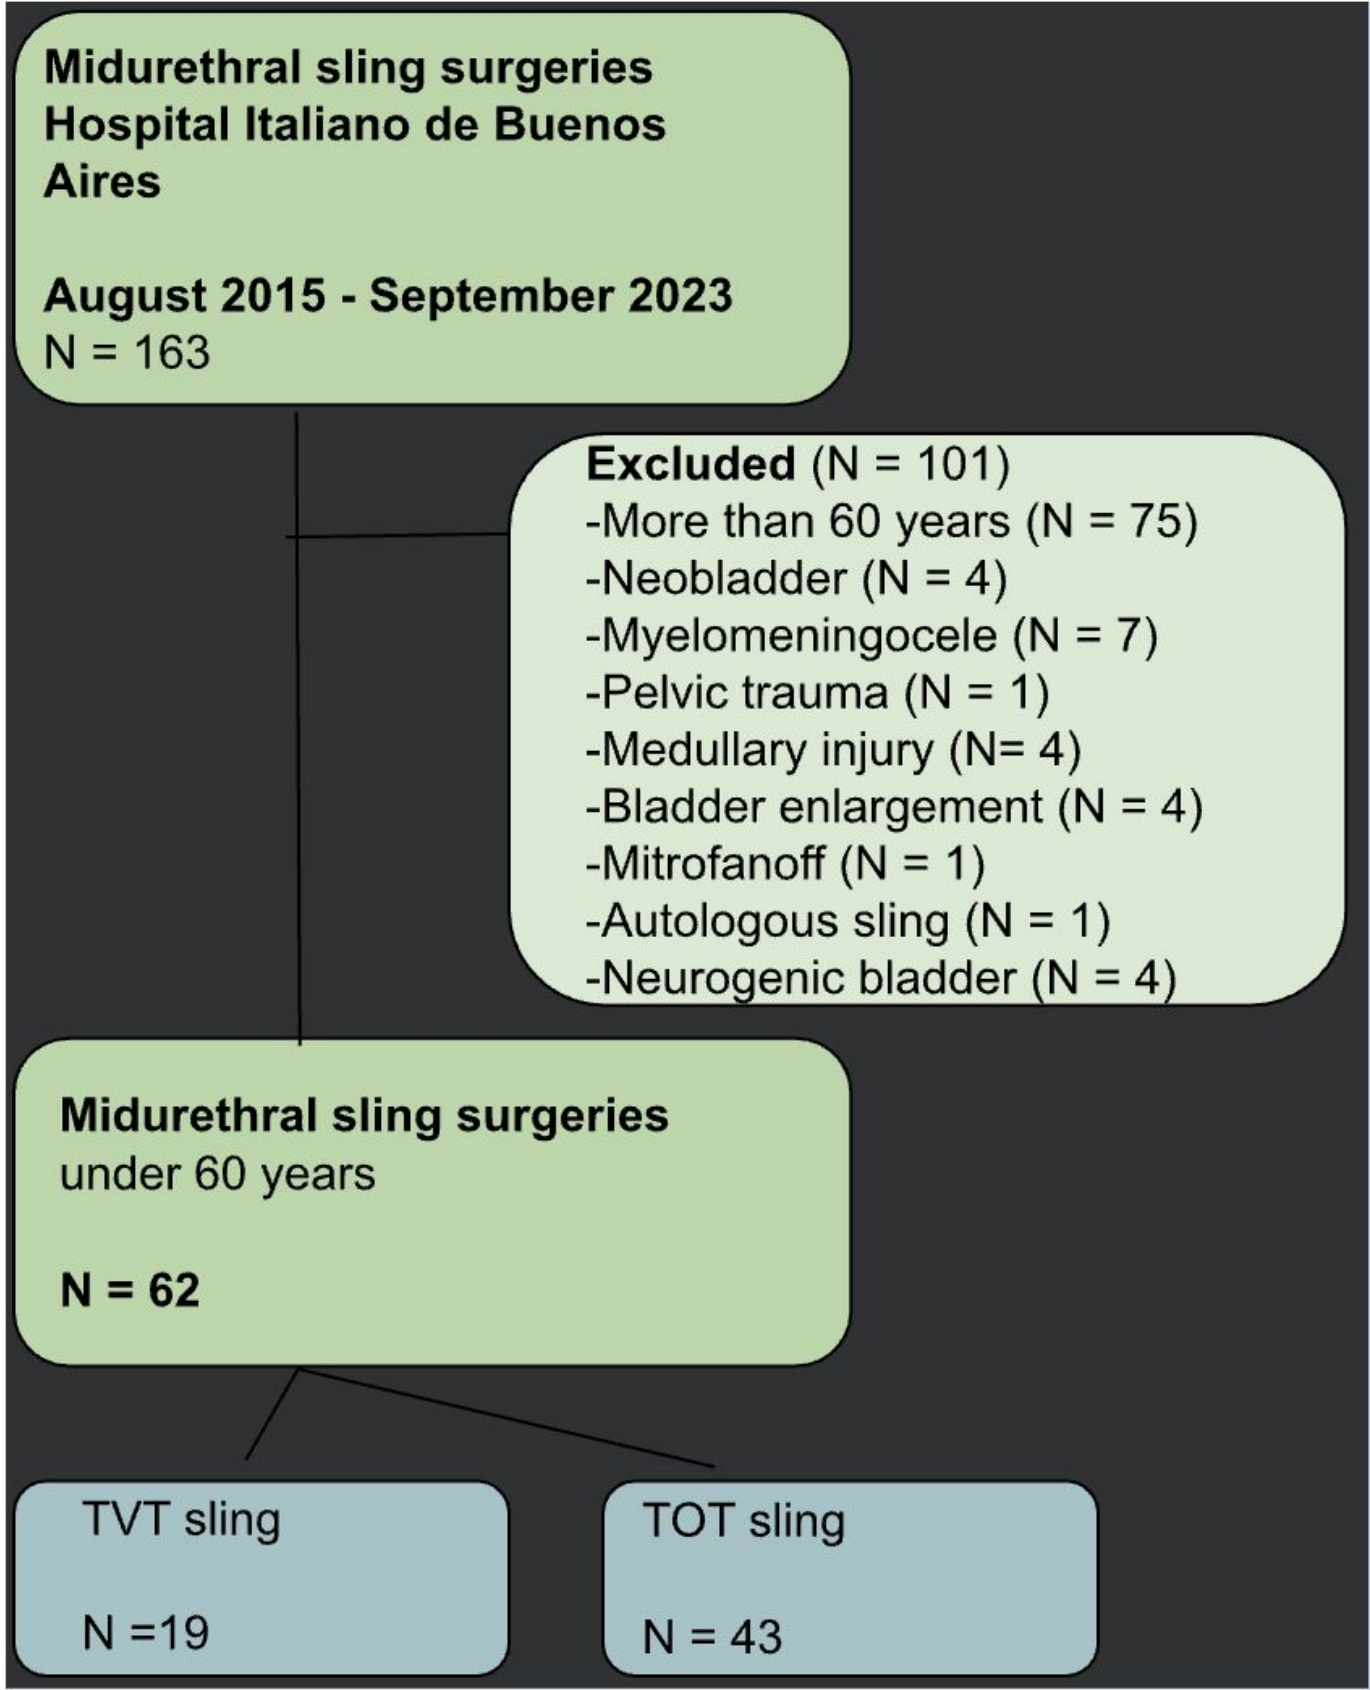 Midurethral sling surgeries
Hospital Italiano de Buenos
Aires
August 2015 - September 2023
N = 163
Excluded (N = 101)
-More than 60 years (N = 75)
-Neobladder (N = 4)
-Myelomeningocele (N = 7)
-Pelvic trauma (N = 1)
-Medullary injury (N= 4)
-Bladder enlargement (N = 4)
-Mitrofanoff (N = 1)
-Autologous sling (N = 1)
-Neurogenic bladder (N = 4)
Midurethral sling surgeries
under 60 years
N = 62
TVT sling
N =19
TOT sling
N = 43